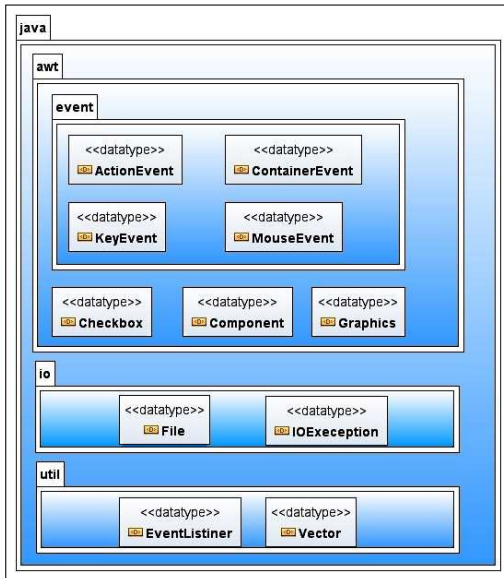 java
awt
event
<<datatype>> <<datatype>>
ActionEvent ContainerEvent
<<datatype>> <<datatype>>
KeyEvent MouseEvent
<<datatype>> <<datatype>> <<datatype>>
Checkbox Component Graphics
io
<<datatype>> <<datatype>>
File IOExeception
util
<<datatype>> <<datatype>>
EventListiner Vector